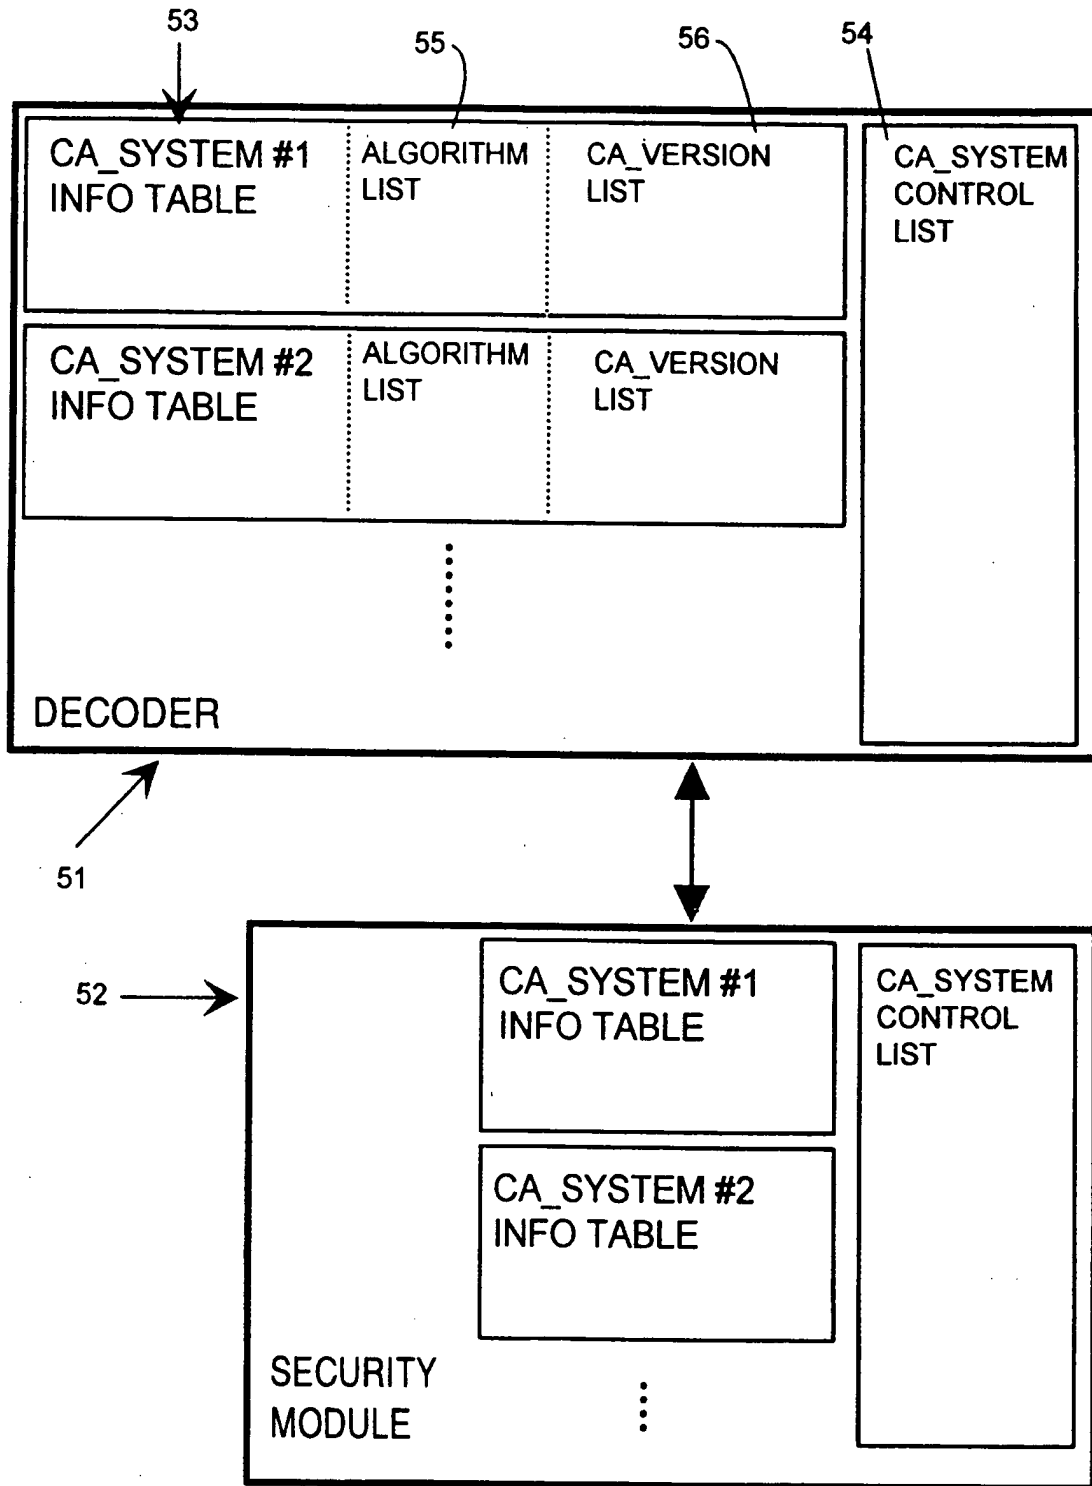 53
55
56
54
CA_SYSTEM #1
INFO TABLE
ALGORITHM
LIST
CA_VERSION
LIST
CA_SYSTEM
CONTROL
LIST
CA_SYSTEM #2
INFO TABLE
ALGORITHM
LIST
CA_VERSION
LIST
DECODER
51
52
CA_SYSTEM #1
INFO TABLE
CA_SYSTEM
CONTROL
LIST
CA_SYSTEM #2
INFO TABLE
SECURITY
MODULE